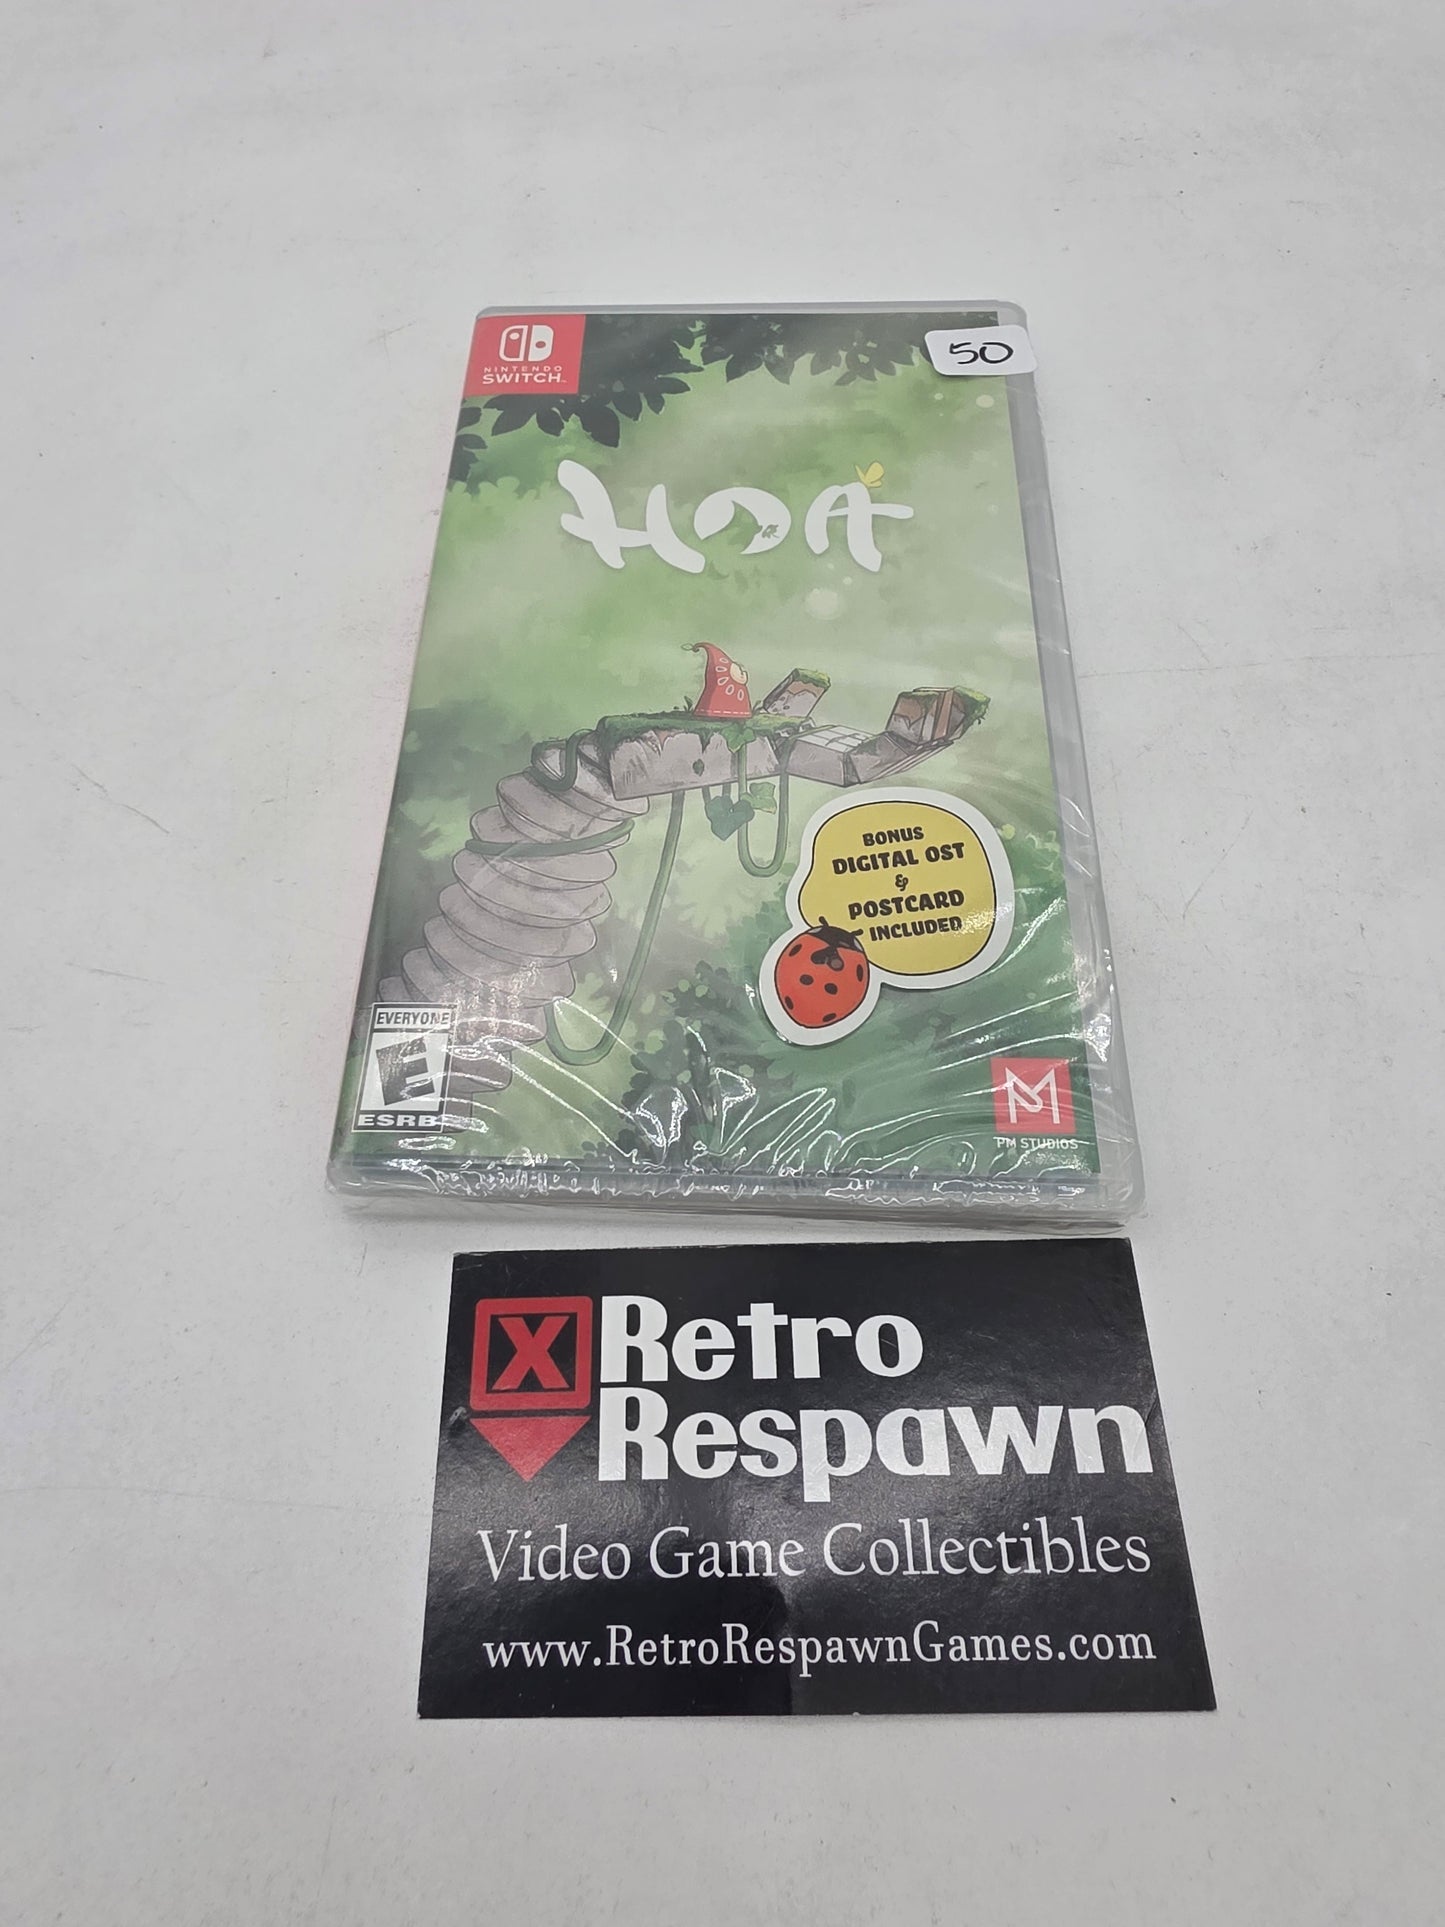 NINTENDO
SWITCH™
50
HOA
BONUS
DIGITAL OST
&
POSTCARD
INCLUDED
EVERYONE
E
ESRB
M
PM STUDIOS
X
Retro
Respawn
Video Game Collectibles
www.RetroRespawnGames.com